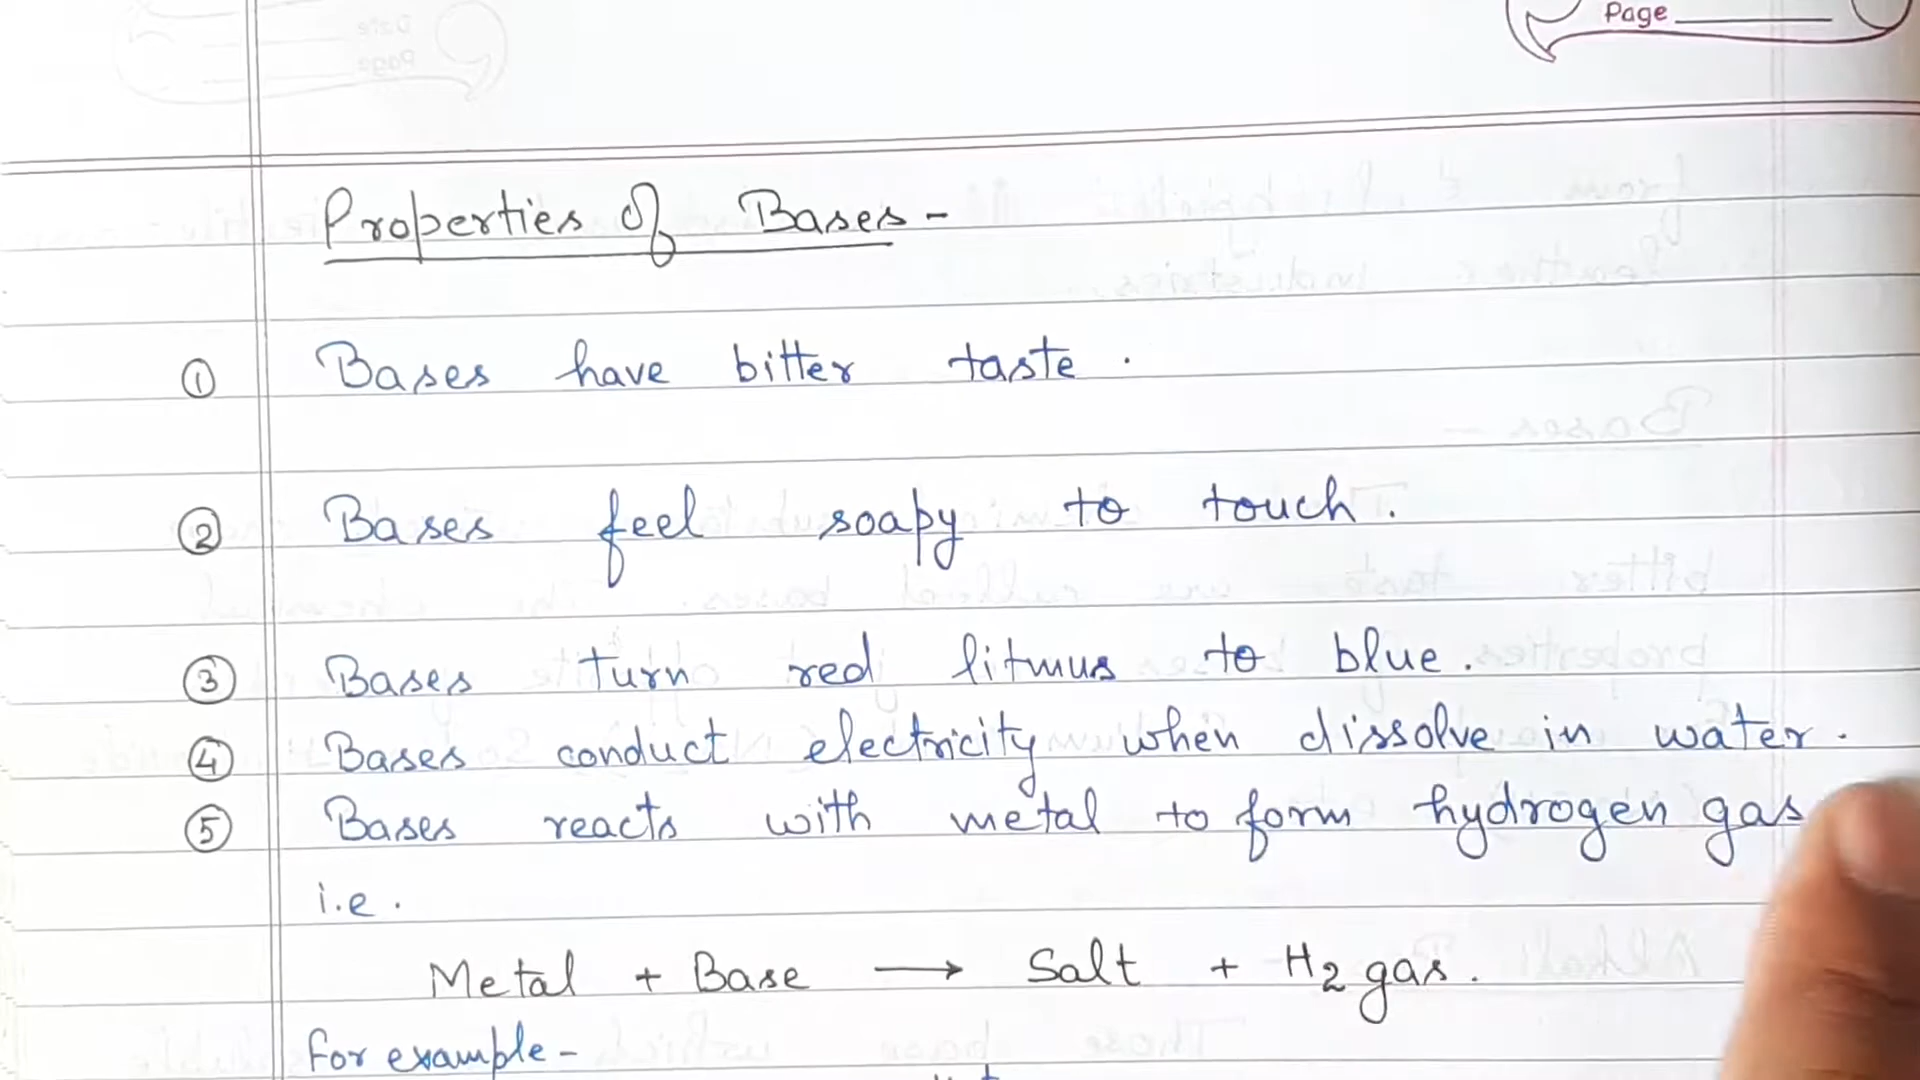 Page
Properties of Bases-
① Bases have bitter taste.
② Bases feel soapy to touch.
③ Bases turn red litmus to blue.
④ Bases conduct electricity when dissolve in water.
⑤ Bases reacts with metal to form hydrogen gas
i.e.
Metal + Base → Salt + H2 gas.
for example-